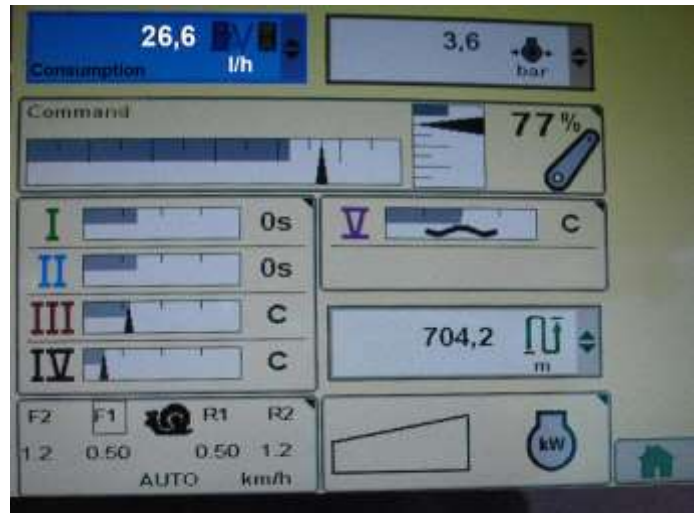 26,6
l/h
Consumption
3,6
bar
Command
77%
I 0s
II 0s
III C
IV C
V C
704,2
m
F2 F1 R1 R2
1.2 0.50 0.50 1.2
AUTO km/h
kW